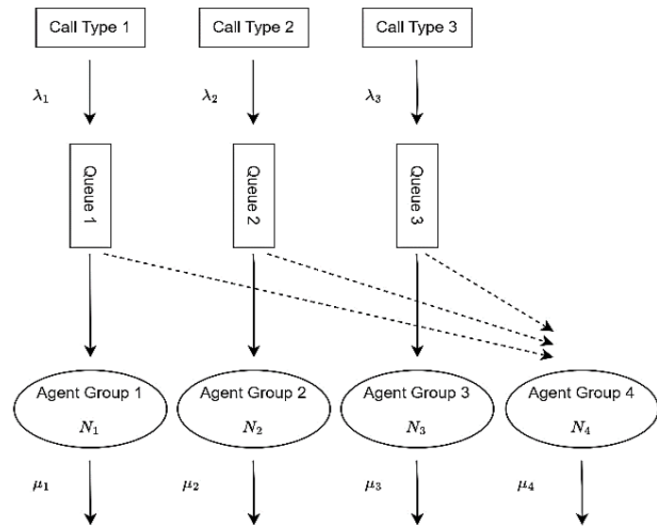 Call Type 1
Call Type 2
Call Type 3
λ₁
λ₂
λ₃
Queue 1
Queue 2
Queue 3
Agent Group 1
N₁
Agent Group 2
N₂
Agent Group 3
N₃
Agent Group 4
N₄
μ₁
μ₂
μ₃
μ₄